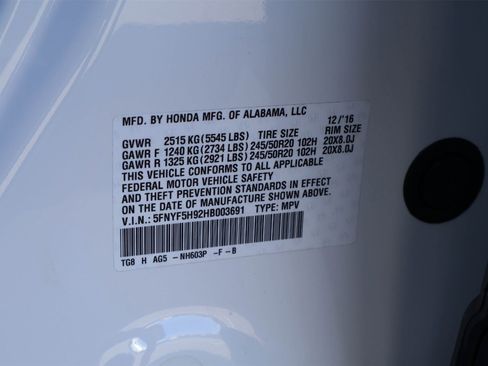 MFD. BY HONDA MFG. OF ALABAMA, LLC 12/'16
GVWR 2515 KG(5545 LBS) TIRE SIZE RIM SIZE
GAWR F 1240 KG(2734 LBS) 245/50R20 102H 20X8.0J
GAWR R 1325 KG(2921 LBS) 245/50R20 102H 20X8.0J
THIS VEHICLE CONFORMS TO ALL APPLICABLE
FEDERAL MOTOR VEHICLE SAFETY
AND THEFT PREVENTION STANDARDS IN EFFECT
ON THE DATE OF MANUFACTURE SHOWN ABOVE.
V.I.N.: 5FNYF5H92HB003691 TYPE: MPV
TG8 H AG5 - NH603P -F - B